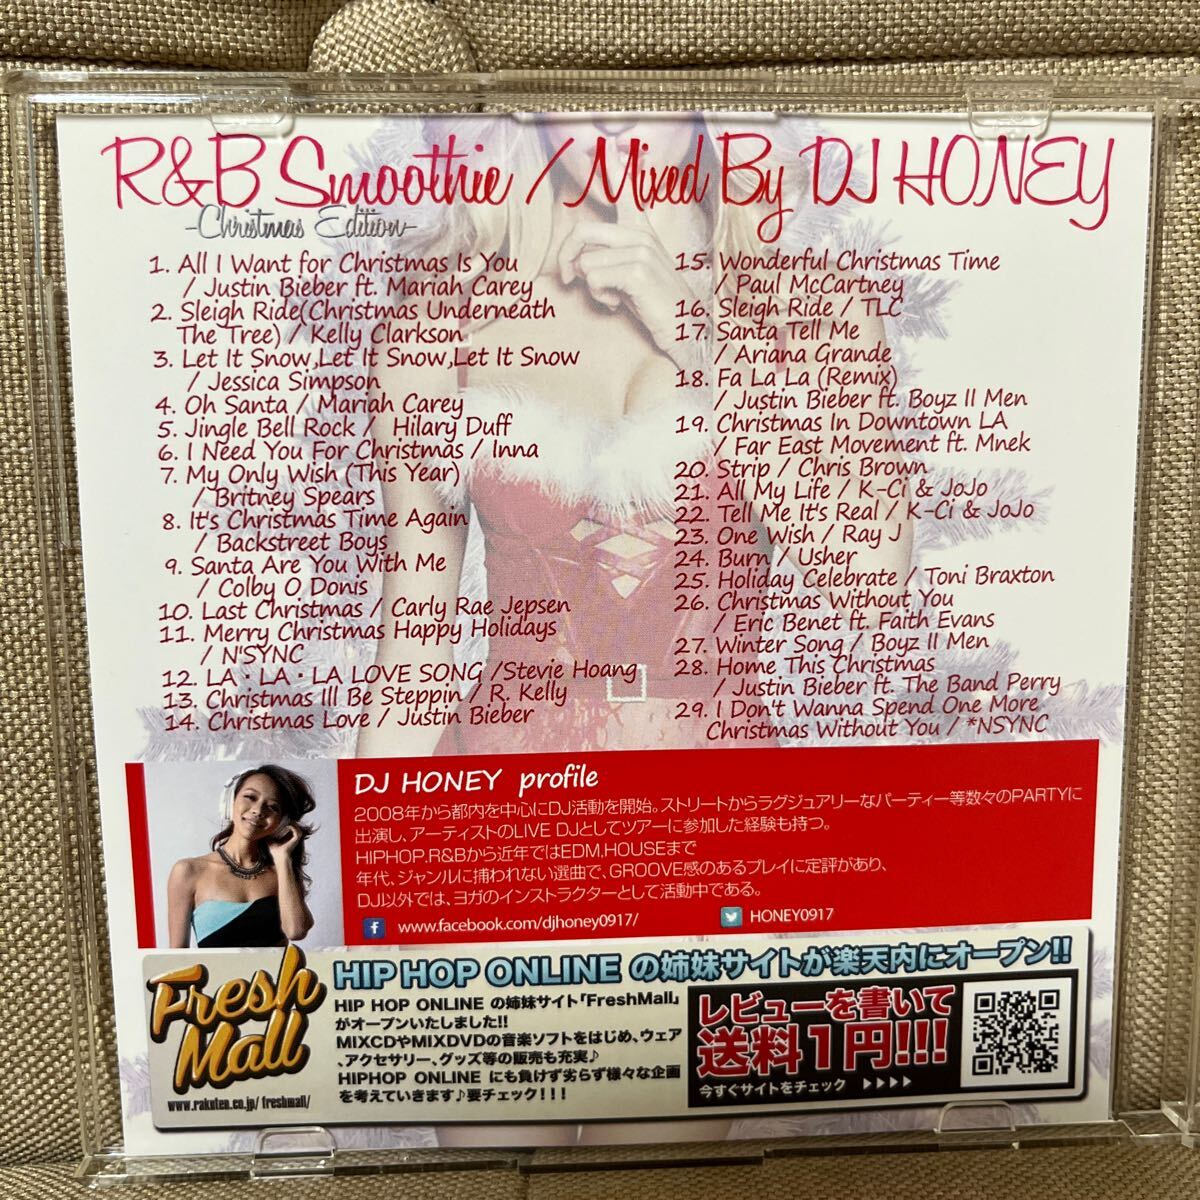 R&B Smoothie / Mixed By DJ HONEY
-Christmas Edition-
1. All I Want for Christmas Is You
/ Justin Bieber ft. Mariah Carey
2. Sleigh Ride(Christmas Underneath
The Tree) / Kelly Clarkson
3. Let It Snow,Let It Snow,Let It Snow
/ Jessica Simpson
4. Oh Santa / Mariah Carey
5. Jingle Bell Rock / Hilary Duff
6. I Need You For Christmas / Inna
7. My Only Wish (This Year)
/ Britney Spears
8. It's Christmas Time Again
/ Backstreet Boys
9. Santa Are You With Me
/ Colby O Donis
10. Last Christmas / Carly Rae Jepsen
11. Merry Christmas Happy Holidays
/ N'SYNC
12. LA・LA・LA LOVE SONG /Stevie Hoang
13. Christmas Ill Be Steppin / R. Kelly
14. Christmas Love / Justin Bieber
15. Wonderful Christmas Time
/ Paul McCartney
16. Sleigh Ride / TLC
17. Santa Tell Me
/ Ariana Grande
18. Fa La La (Remix)
/ Justin Bieber ft. Boyz II Men
19. Christmas In Downtown LA
/ Far East Movement ft. Mnek
20. Strip / Chris Brown
21. All My Life / K-Ci & JoJo
22. Tell Me It's Real / K-Ci & JoJo
23. One Wish / Ray J
24. Burn / Usher
25. Holiday Celebrate / Toni Braxton
26. Christmas Without You
/ Eric Benet ft. Faith Evans
27. Winter Song / Boyz II Men
28. Home This Christmas
/ Justin Bieber ft. The Band Perry
29. I Don't Wanna Spend One More
Christmas Without You / *NSYNC
DJ HONEY profile
2008年から都内を中心にDJ活動を開始。ストリートからラグジュアリーなパーティー等数々のPARTYに
出演し、アーティストのLIVE DJとしてツアーに参加した経験も持つ。
HIPHOP.R&Bから近年ではEDM,HOUSEまで
年代、ジャンルに捕われない選曲で、GROOVE感のあるプレイに定評があり、
DJ以外では、ヨガのインストラクターとして活動中である。
f www.facebook.com/djhoney0917/ HONEY0917
Fresh
Mall
www.rakuten.co.jp/ freshmall/
HIP HOP ONLINE の姉妹サイトが楽天内にオープン!!
HIP HOP ONLINE の姉妹サイト「FreshMall」
がオープンいたしました!!
MIXCDやMIXDVDの音楽ソフトをはじめ、ウェア
、アクセサリー、グッズ等の販売も充実♪
HIPHOP ONLINE にも負けず劣らず様々な企画
を考えていきます♪要チェック！！！
レビューを書いて
送料1円!!!
今すぐサイトをチェック ▶▶▶▶